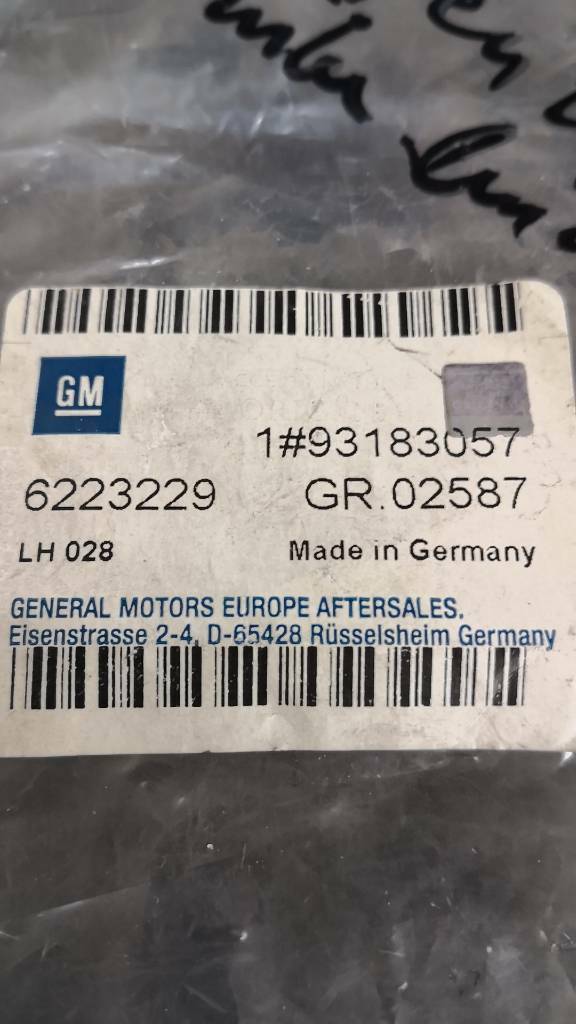 en
GM
1#93183057
6223229 GR.02587
LH 028 Made in Germany
GENERAL MOTORS EUROPE AFTERSALES.
Eisenstrasse 2-4, D-65428 Rüsselsheim Germany